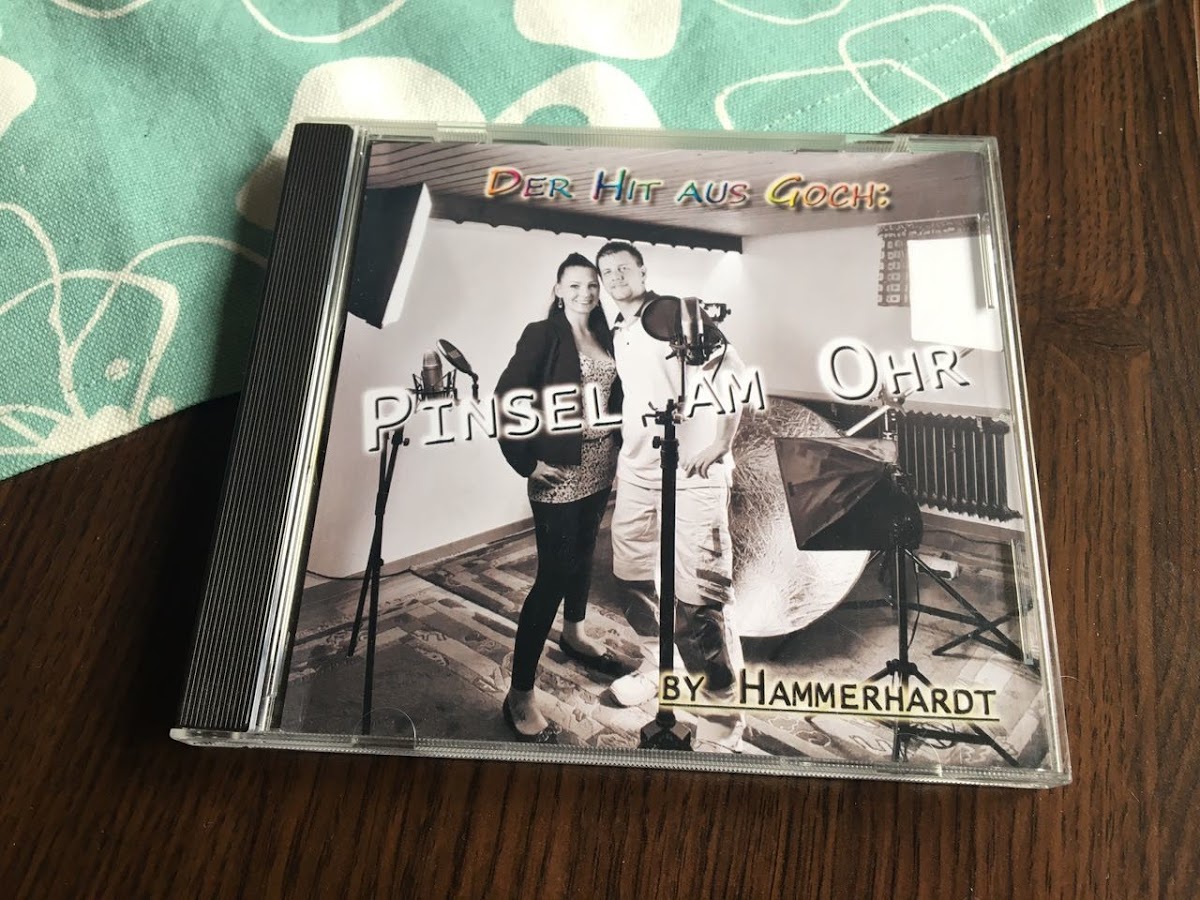 Der Hit aus Goch:
Pinsel am Ohr
by Hammerhardt